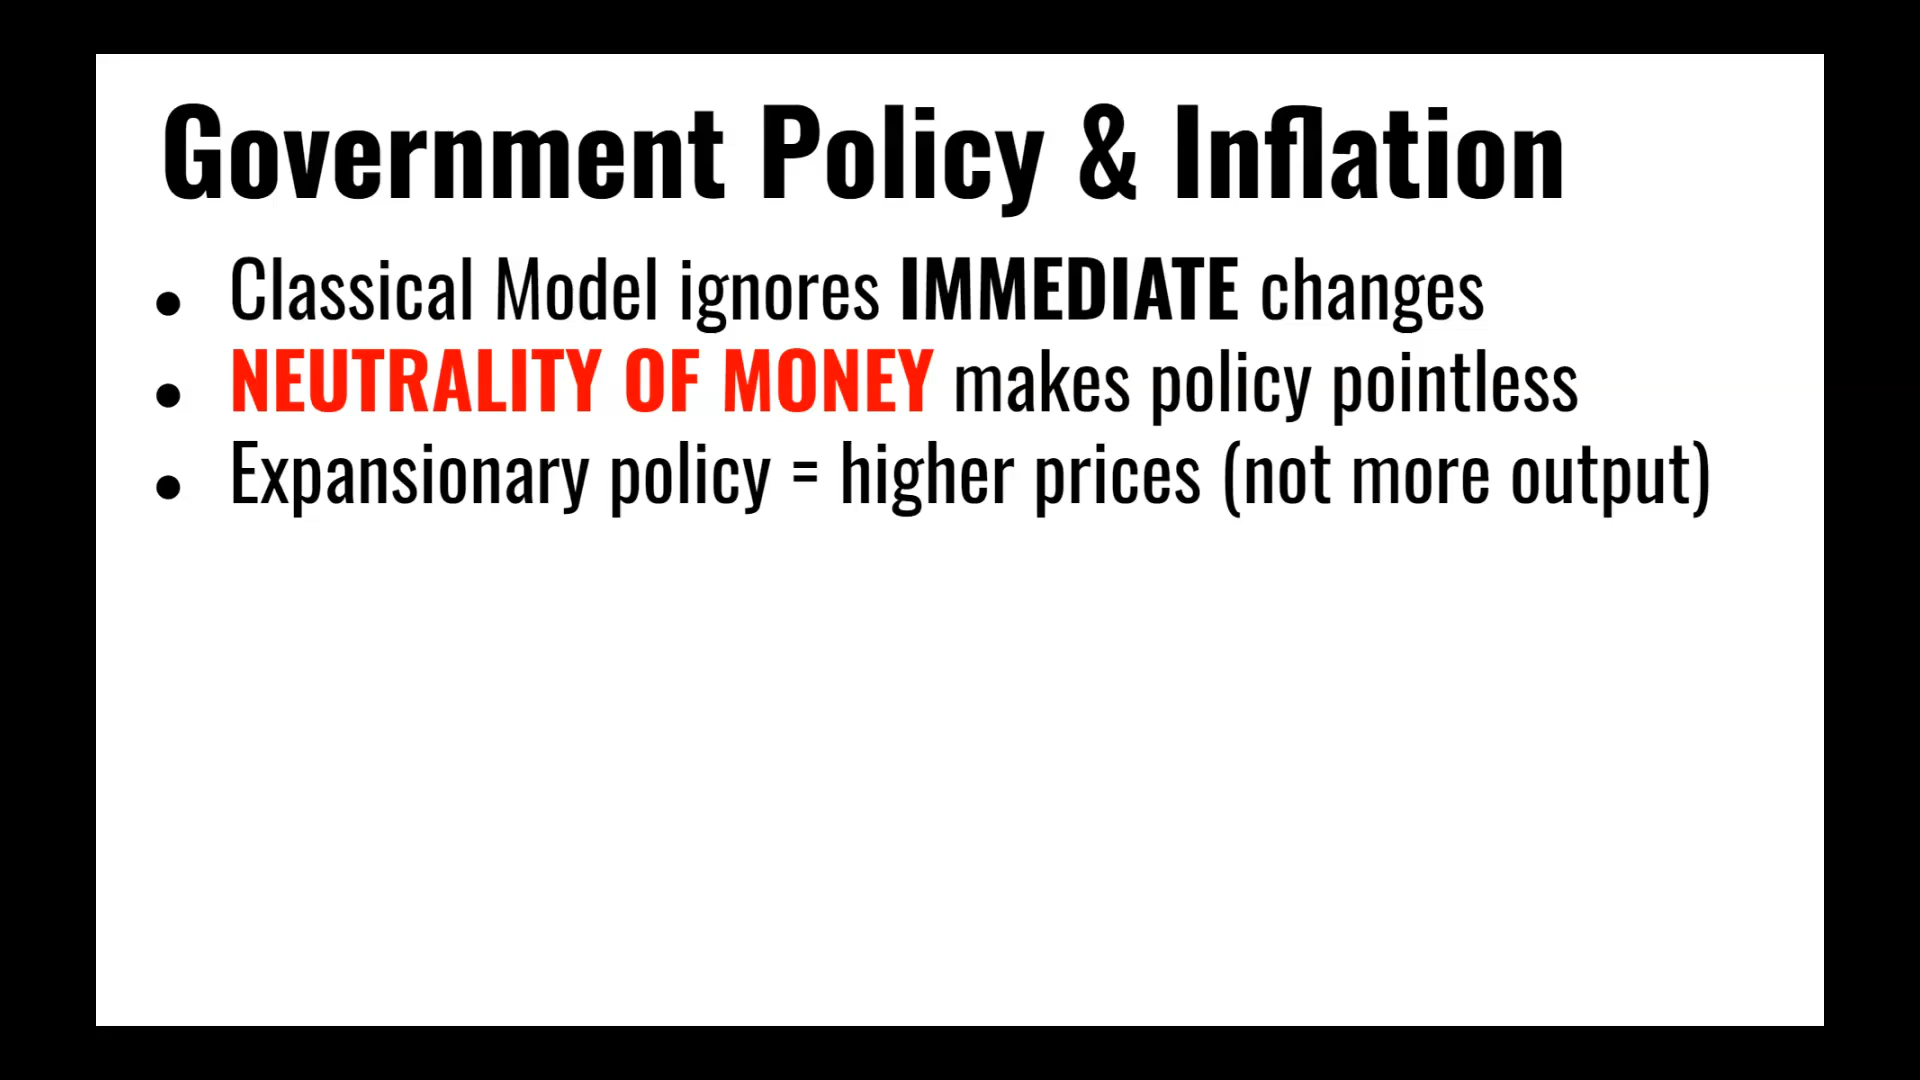 Government Policy & Inflation
● Classical Model ignores IMMEDIATE changes
● NEUTRALITY OF MONEY makes policy pointless
● Expansionary policy = higher prices (not more output)